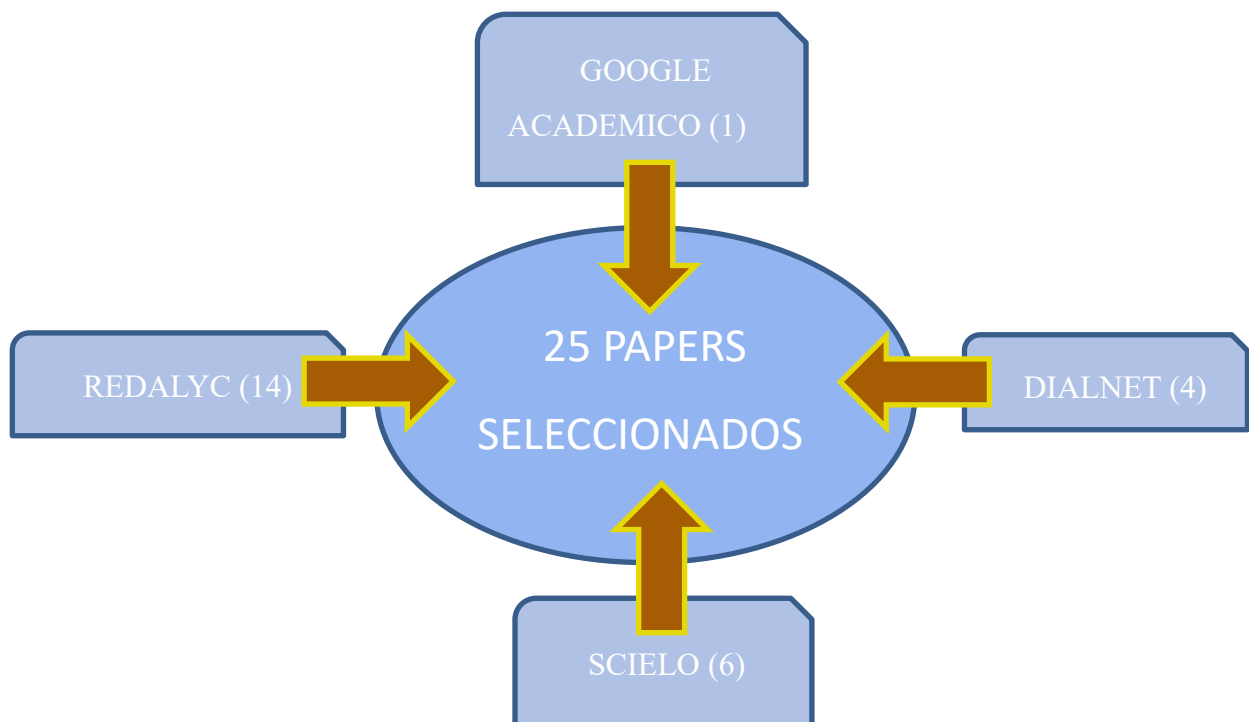 GOOGLE
ACADEMICO (1)
25 PAPERS
SELECCIONADOS
REDALYC (14)
DIALNET (4)
SCIELO (6)